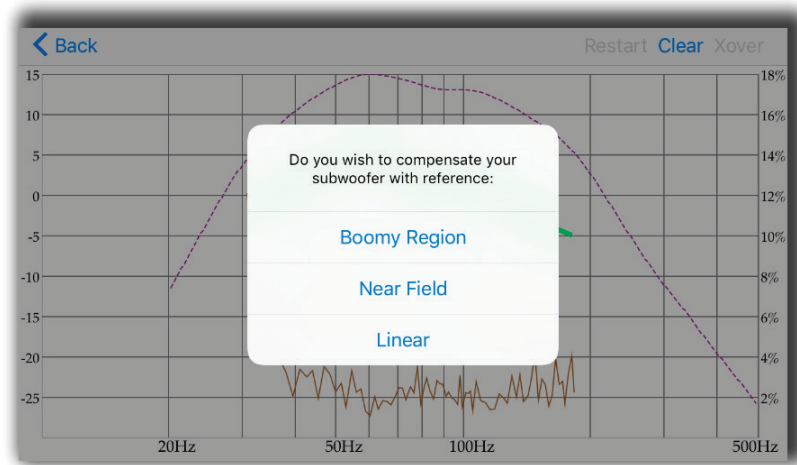 Back
Restart Clear Xover
15 18%
10 16%
5 14%
0 12%
-5 10%
-10 8%
-15 6%
-20 4%
-25 2%
Do you wish to compensate your
subwoofer with reference:
Boomy Region
Near Field
Linear
20Hz 50Hz 100Hz 500Hz